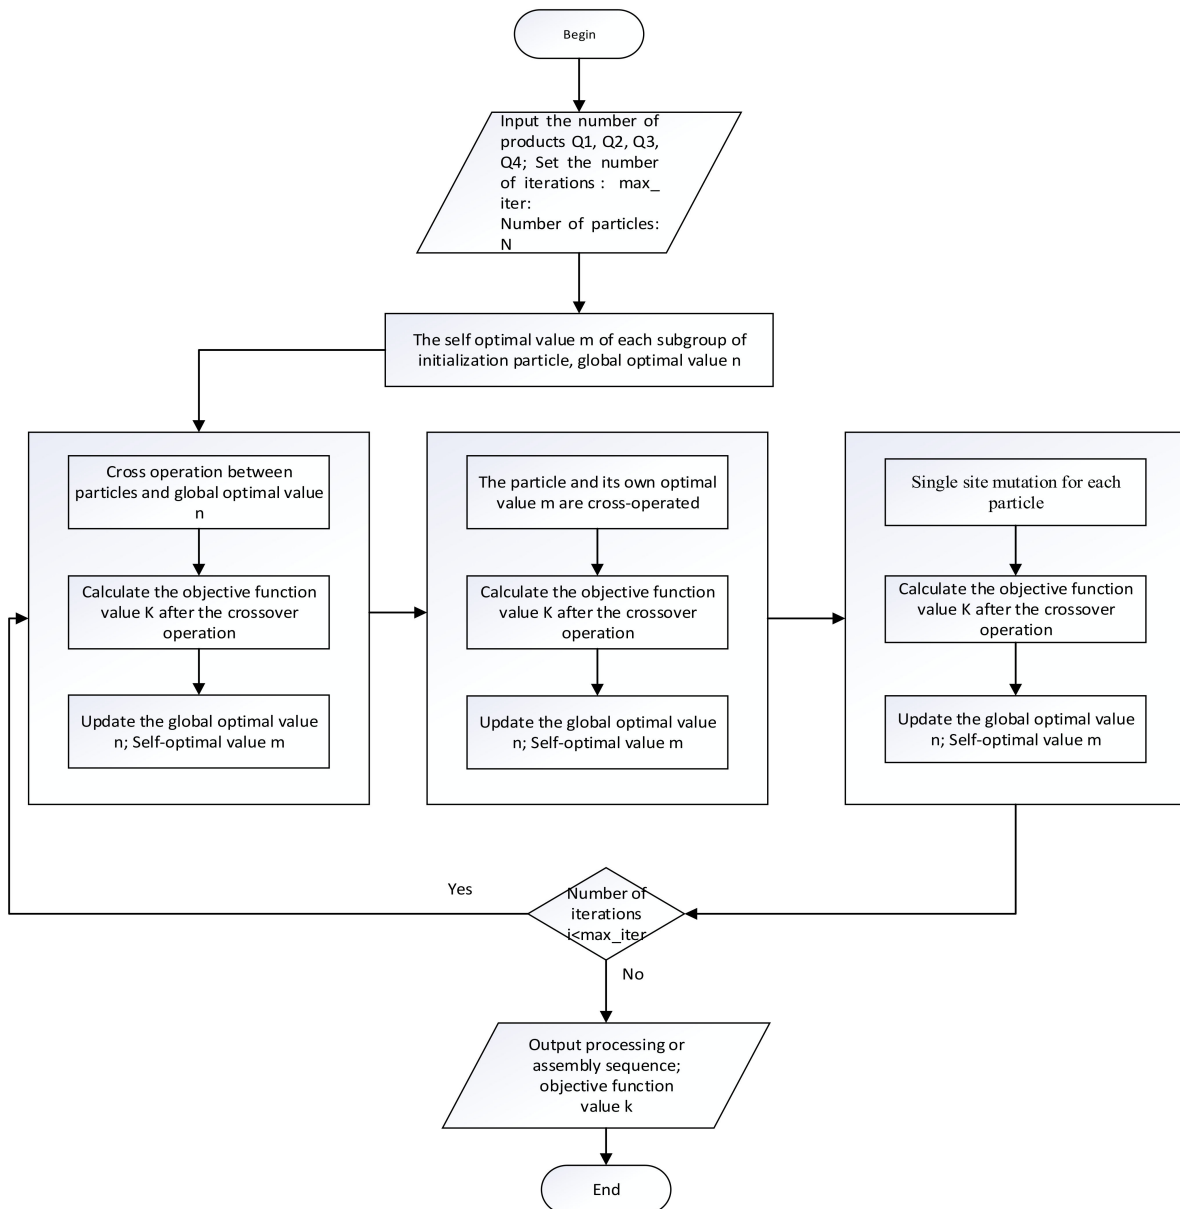 Begin
Input the number of
products Q1, Q2, Q3,
Q4; Set the number
of iterations : max_
iter:
Number of particles:
N
The self optimal value m of each subgroup of
initialization particle, global optimal value n
Cross operation between
particles and global optimal value
n
Calculate the objective function
value K after the crossover
operation
Update the global optimal value
n; Self-optimal value m
The particle and its own optimal
value m are cross-operated
Calculate the objective function
value K after the crossover
operation
Update the global optimal value
n; Self-optimal value m
Single site mutation for each
particle
Calculate the objective function
value K after the crossover
operation
Update the global optimal value
n; Self-optimal value m
Yes
Number of
iterations
i<max_iter
No
Output processing or
assembly sequence;
objective function
value k
End